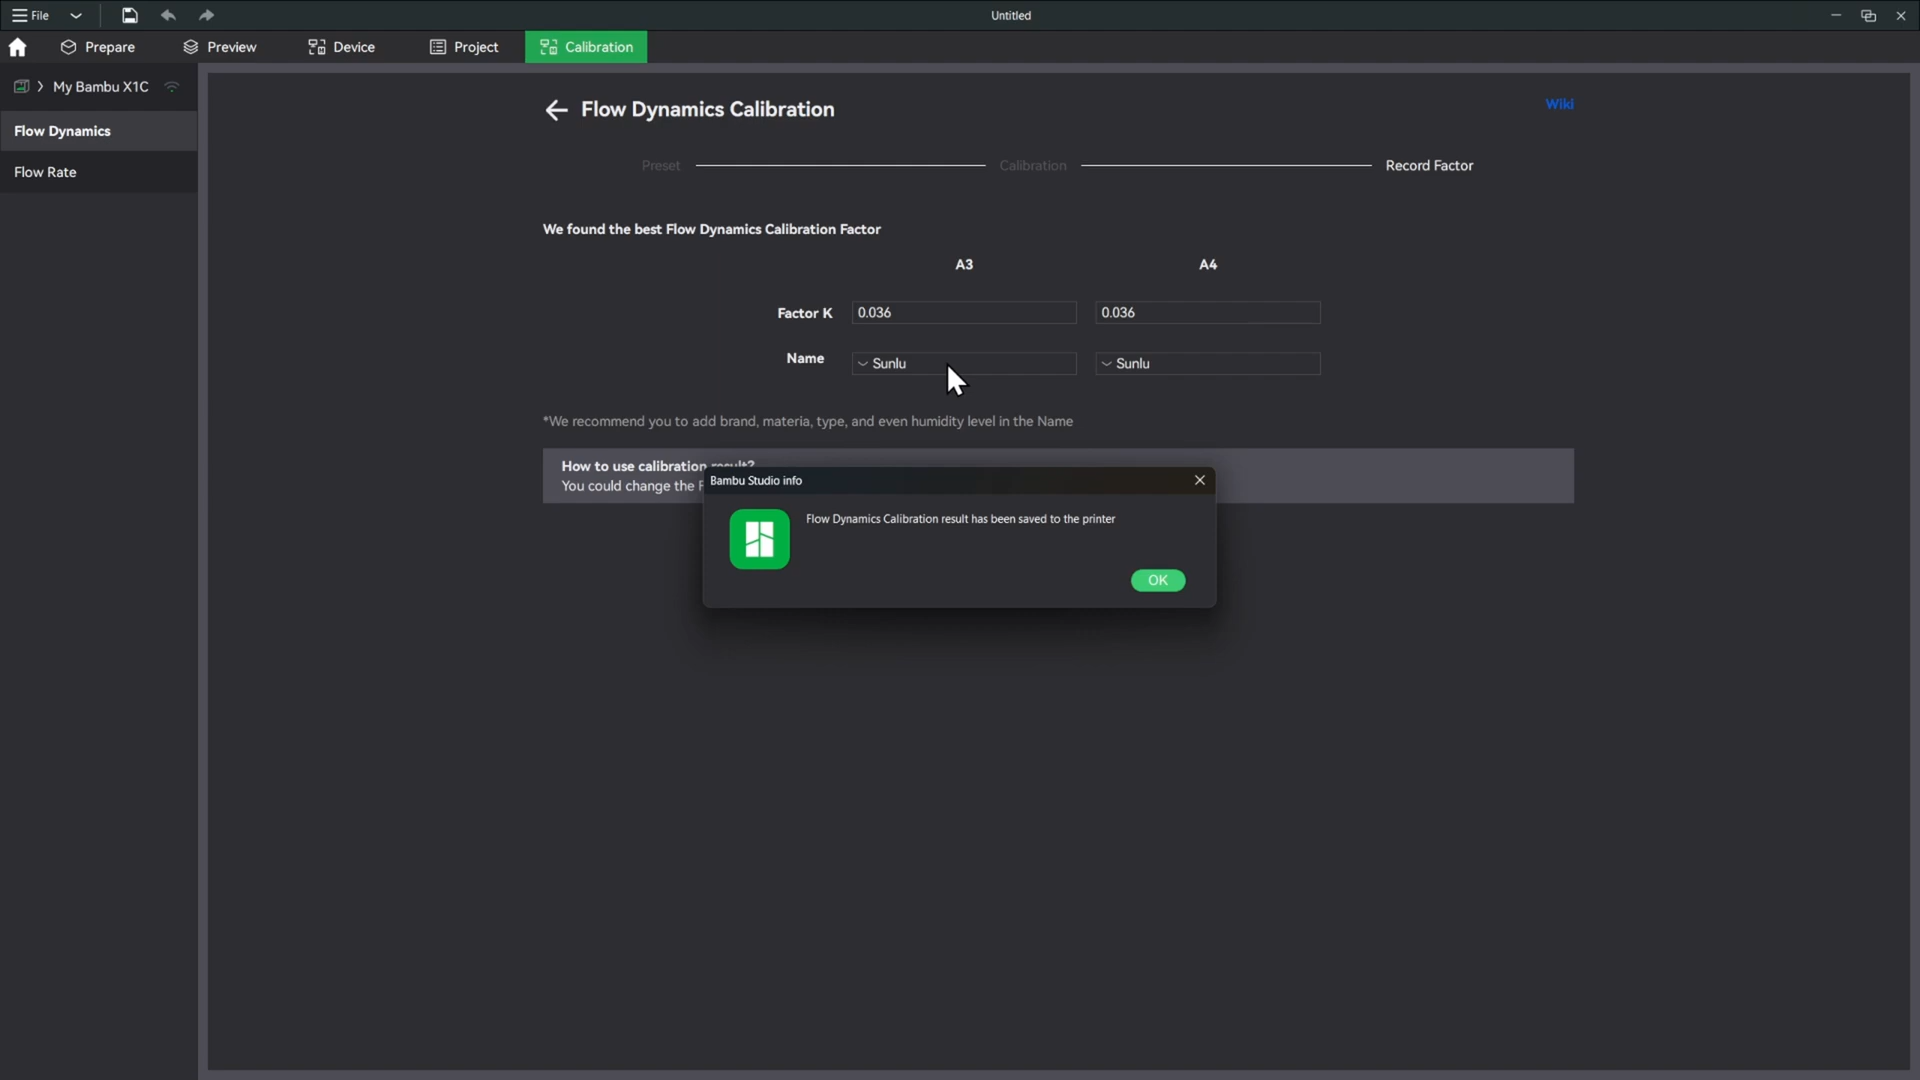 File
Untitled
Prepare
Preview
Device
Project
Calibration
My Bambu X1C
Flow Dynamics
Flow Rate
Flow Dynamics Calibration
Wiki
Preset
Calibration
Record Factor
We found the best Flow Dynamics Calibration Factor
A3
A4
Factor K
0.036
0.036
Name
Sunlu
Sunlu
*We recommend you to add brand, materia, type, and even humidity level in the Name
How to use calibration result?
You could change the F
Bambu Studio info
Flow Dynamics Calibration result has been saved to the printer
OK